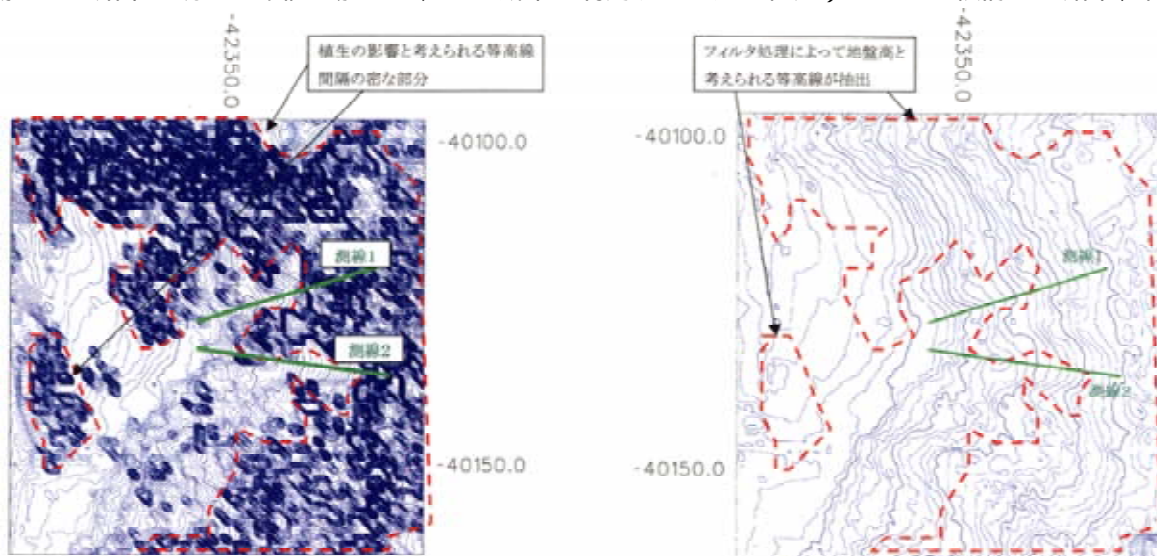 -42350.0
植生の影響と考えられる等高線
間隔の密な部分
-40100.0
測線1
測線2
-40150.0
-42350.0
フィルタ処理によって地盤高と
考えられる等高線が抽出
-40100.0
測線1
測線2
-40150.0